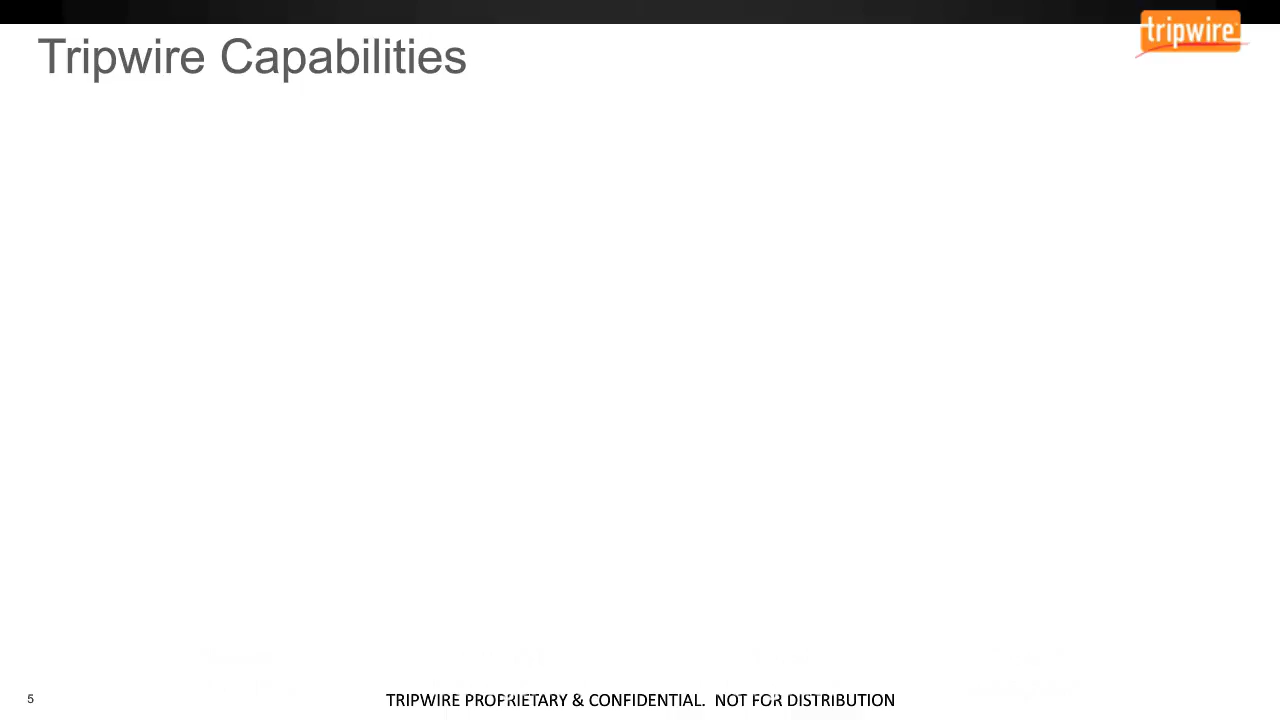 tripwire
Tripwire Capabilities
5
TRIPWIRE PROPRIETARY & CONFIDENTIAL.  NOT FOR DISTRIBUTION